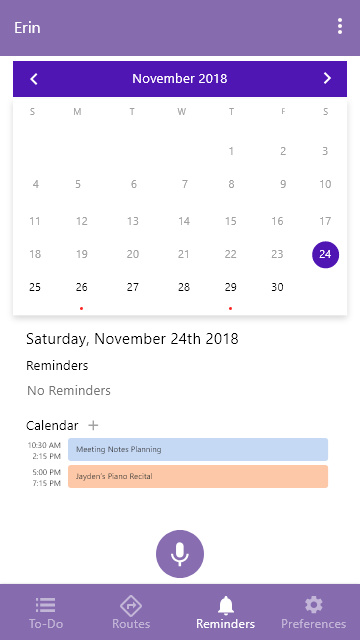 Erin
November 2018
S M T W T F S
1 2 3
4 5 6 7 8 9 10
11 12 13 14 15 16 17
18 19 20 21 22 23 24
25 26 27 28 29 30
Saturday, November 24th 2018
Reminders
No Reminders
Calendar +
10:30 AM Meeting Notes Planning
2:15 PM
5:00 PM Jayden's Piano Recital
7:15 PM
To-Do Routes Reminders Preferences